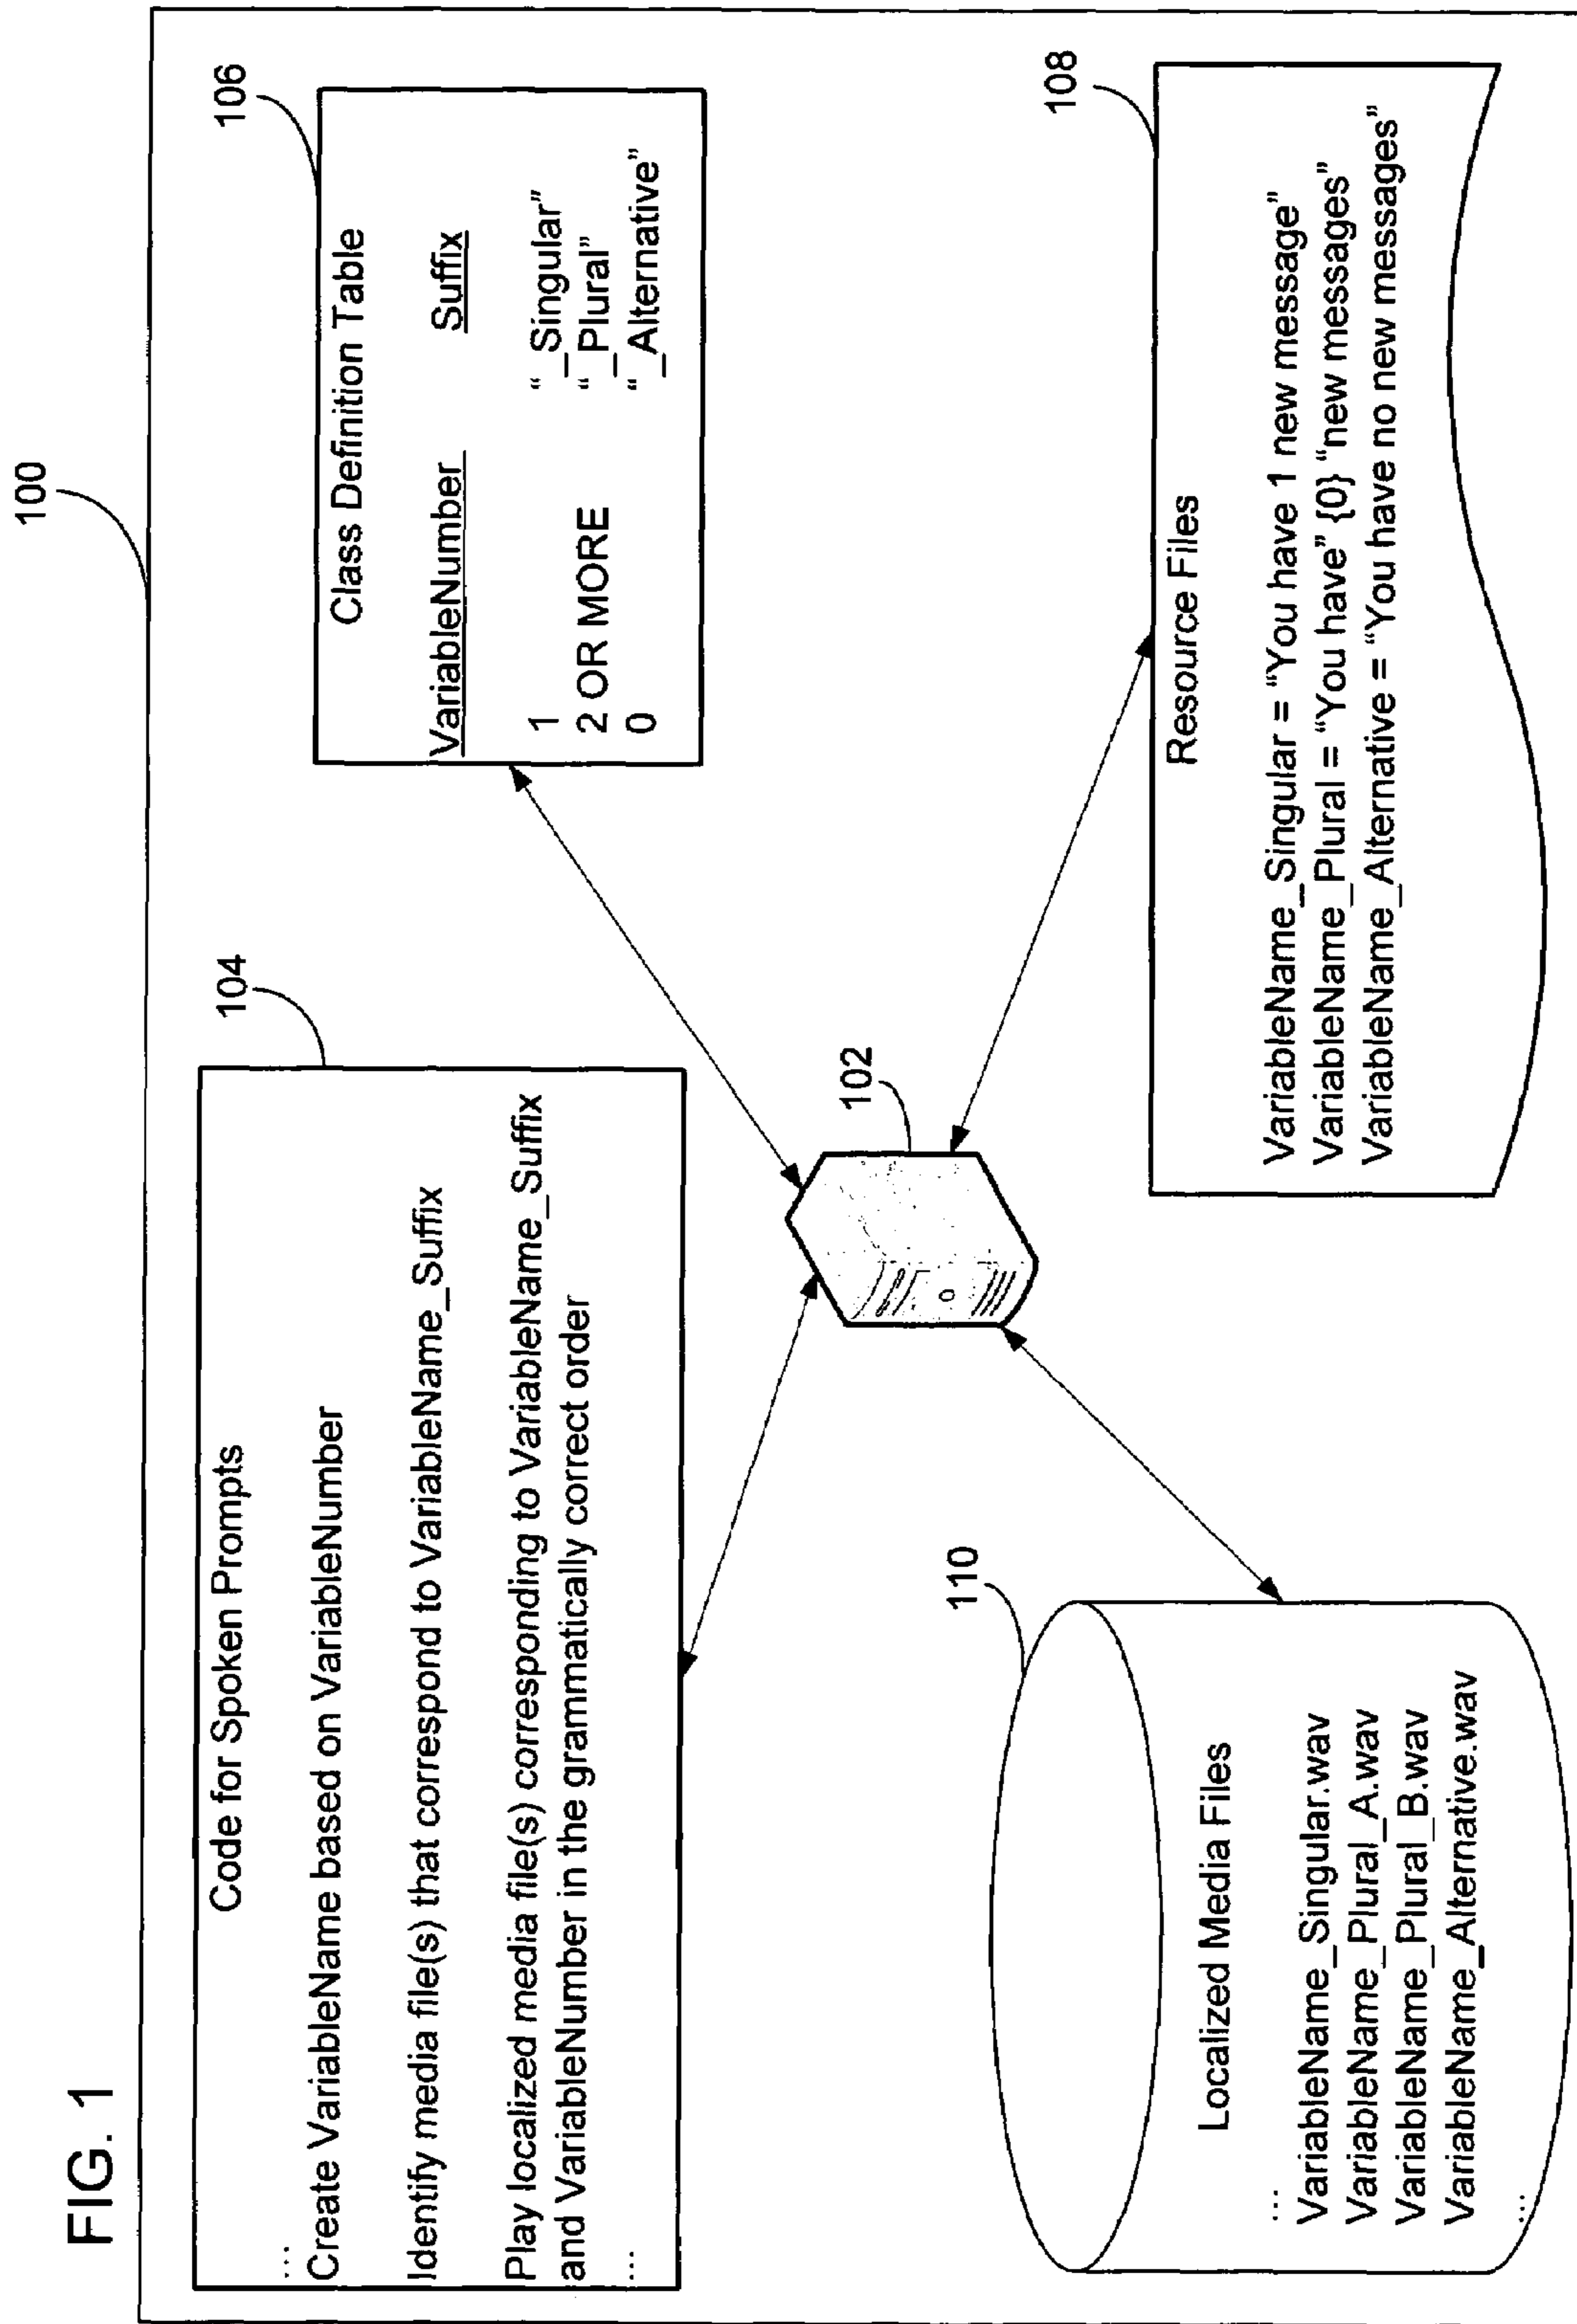 FIG. 1
100
104
Code for Spoken Prompts
...
Create VariableName based on VariableNumber
Identify media file(s) that correspond to VariableName_Suffix
Play localized media file(s) corresponding to VariableName_Suffix
and VariableNumber in the grammatically correct order
...
106
Class Definition Table
VariableNumber Suffix
1 “_Singular”
2 OR MORE “_Plural”
0 “_Alternative”
102
110
Localized Media Files
...
VariableName_Singular.wav
VariableName_Plural_A.wav
VariableName_Plural_B.wav
VariableName_Alternative.wav
...
108
Resource Files
VariableName_Singular = “You have 1 new message”
VariableName_Plural = “You have” {0} “new messages”
VariableName_Alternative = “You have no new messages”